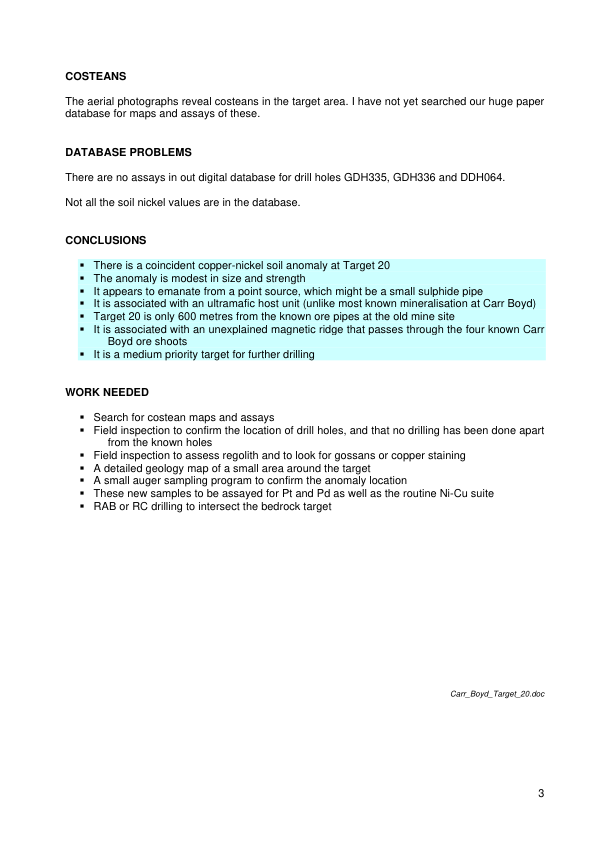 COSTEANS
The aerial photographs reveal costeans in the target area. I have not yet searched our huge paper
database for maps and assays of these.
DATABASE PROBLEMS
There are no assays in out digital database for drill holes GDH335, GDH336 and DDH064.
Not all the soil nickel values are in the database.
CONCLUSIONS
▪ There is a coincident copper-nickel soil anomaly at Target 20
▪ The anomaly is modest in size and strength
▪ It appears to emanate from a point source, which might be a small sulphide pipe
▪ It is associated with an ultramafic host unit (unlike most known mineralisation at Carr Boyd)
▪ Target 20 is only 600 metres from the known ore pipes at the old mine site
▪ It is associated with an unexplained magnetic ridge that passes through the four known Carr
Boyd ore shoots
▪ It is a medium priority target for further drilling
WORK NEEDED
▪ Search for costean maps and assays
▪ Field inspection to confirm the location of drill holes, and that no drilling has been done apart
from the known holes
▪ Field inspection to assess regolith and to look for gossans or copper staining
▪ A detailed geology map of a small area around the target
▪ A small auger sampling program to confirm the anomaly location
▪ These new samples to be assayed for Pt and Pd as well as the routine Ni-Cu suite
▪ RAB or RC drilling to intersect the bedrock target
Carr_Boyd_Target_20.doc
3